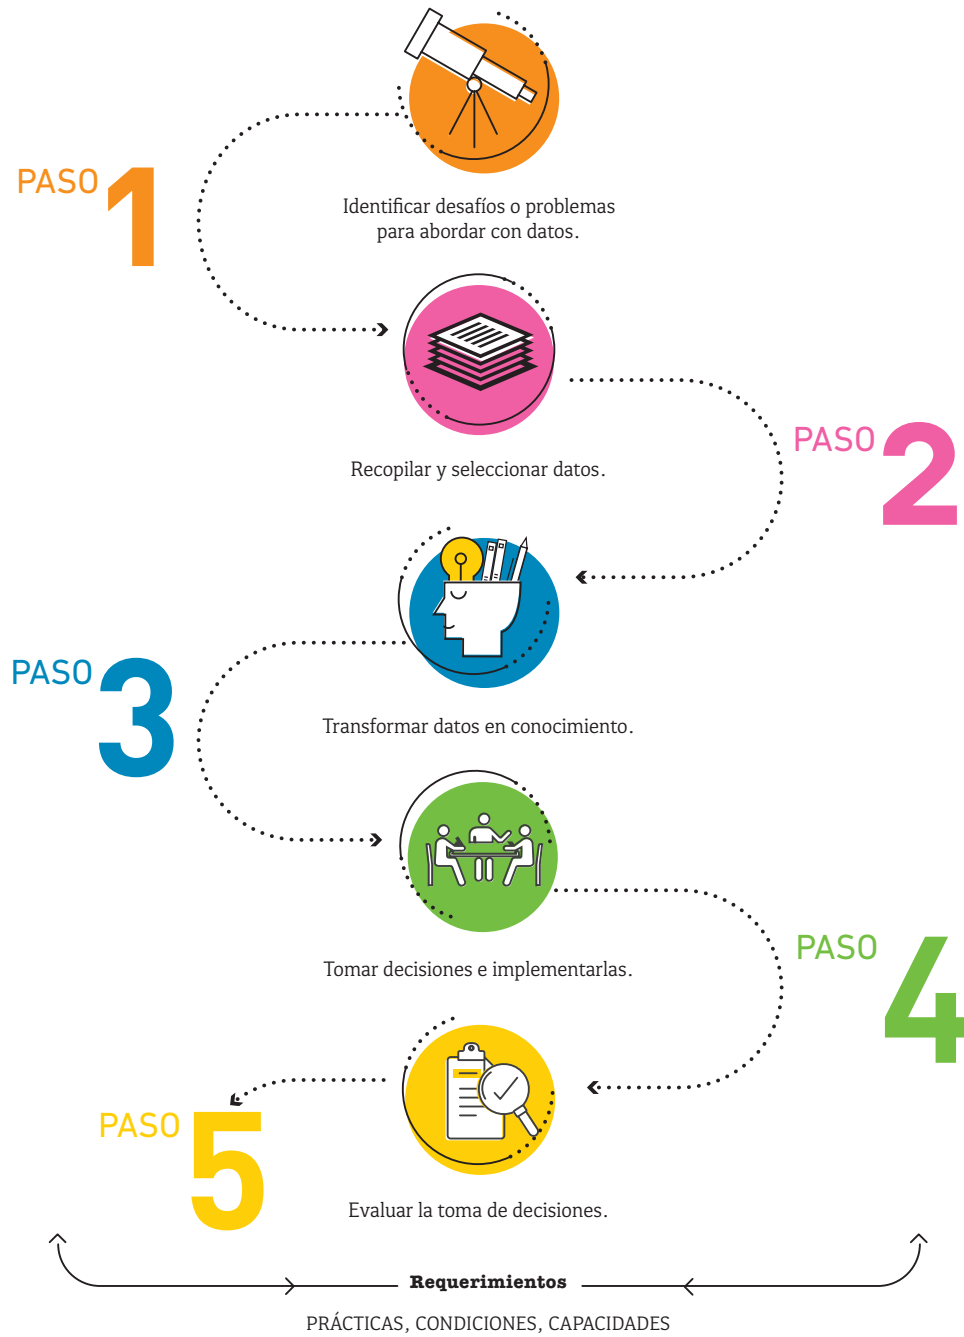 PASO 1
Identificar desafíos o problemas
para abordar con datos.
PASO 2
Recopilar y seleccionar datos.
PASO 3
Transformar datos en conocimiento.
PASO 4
Tomar decisiones e implementarlas.
PASO 5
Evaluar la toma de decisiones.
Requerimientos
PRÁCTICAS, CONDICIONES, CAPACIDADES